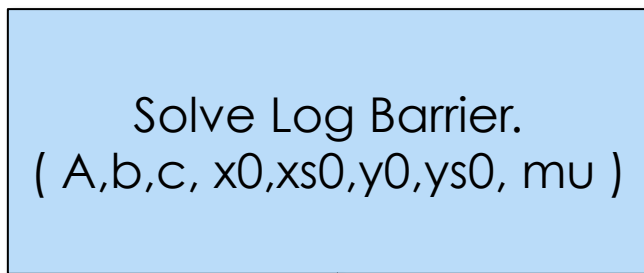 Solve Log Barrier.
( A,b,c, x0,xs0,y0,ys0, mu )